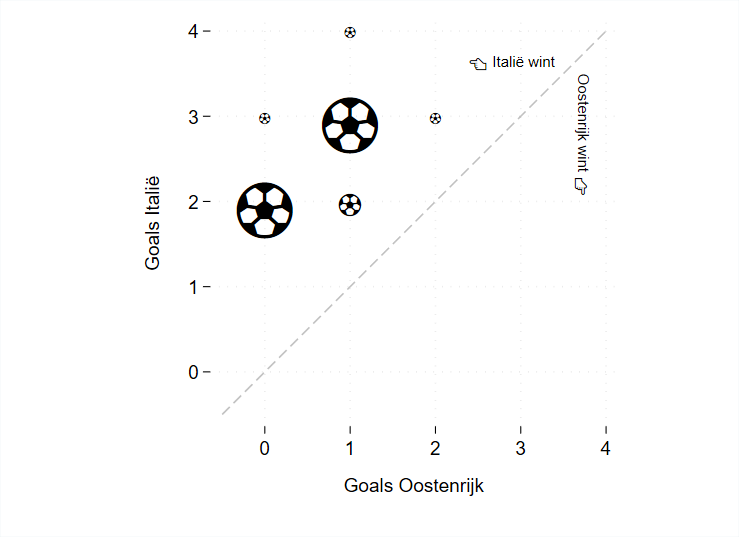 4
3
2
1
0
Goals Italië
☜ Italië wint
Oostenrijk wint ☞
0 1 2 3 4
Goals Oostenrijk